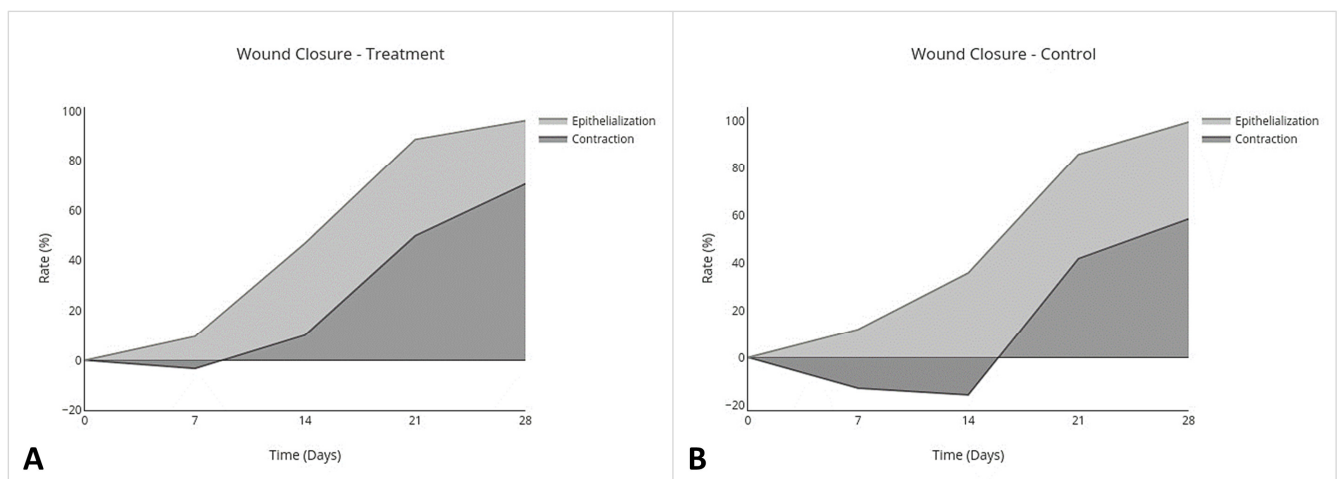 Wound Closure - Treatment
100
80
60
40
20
0
−20
Rate (%)
0 7 14 21 28
Time (Days)
Epithelialization
Contraction
A
Wound Closure - Control
100
80
60
40
20
0
−20
Rate (%)
0 7 14 21 28
Time (Days)
Epithelialization
Contraction
B